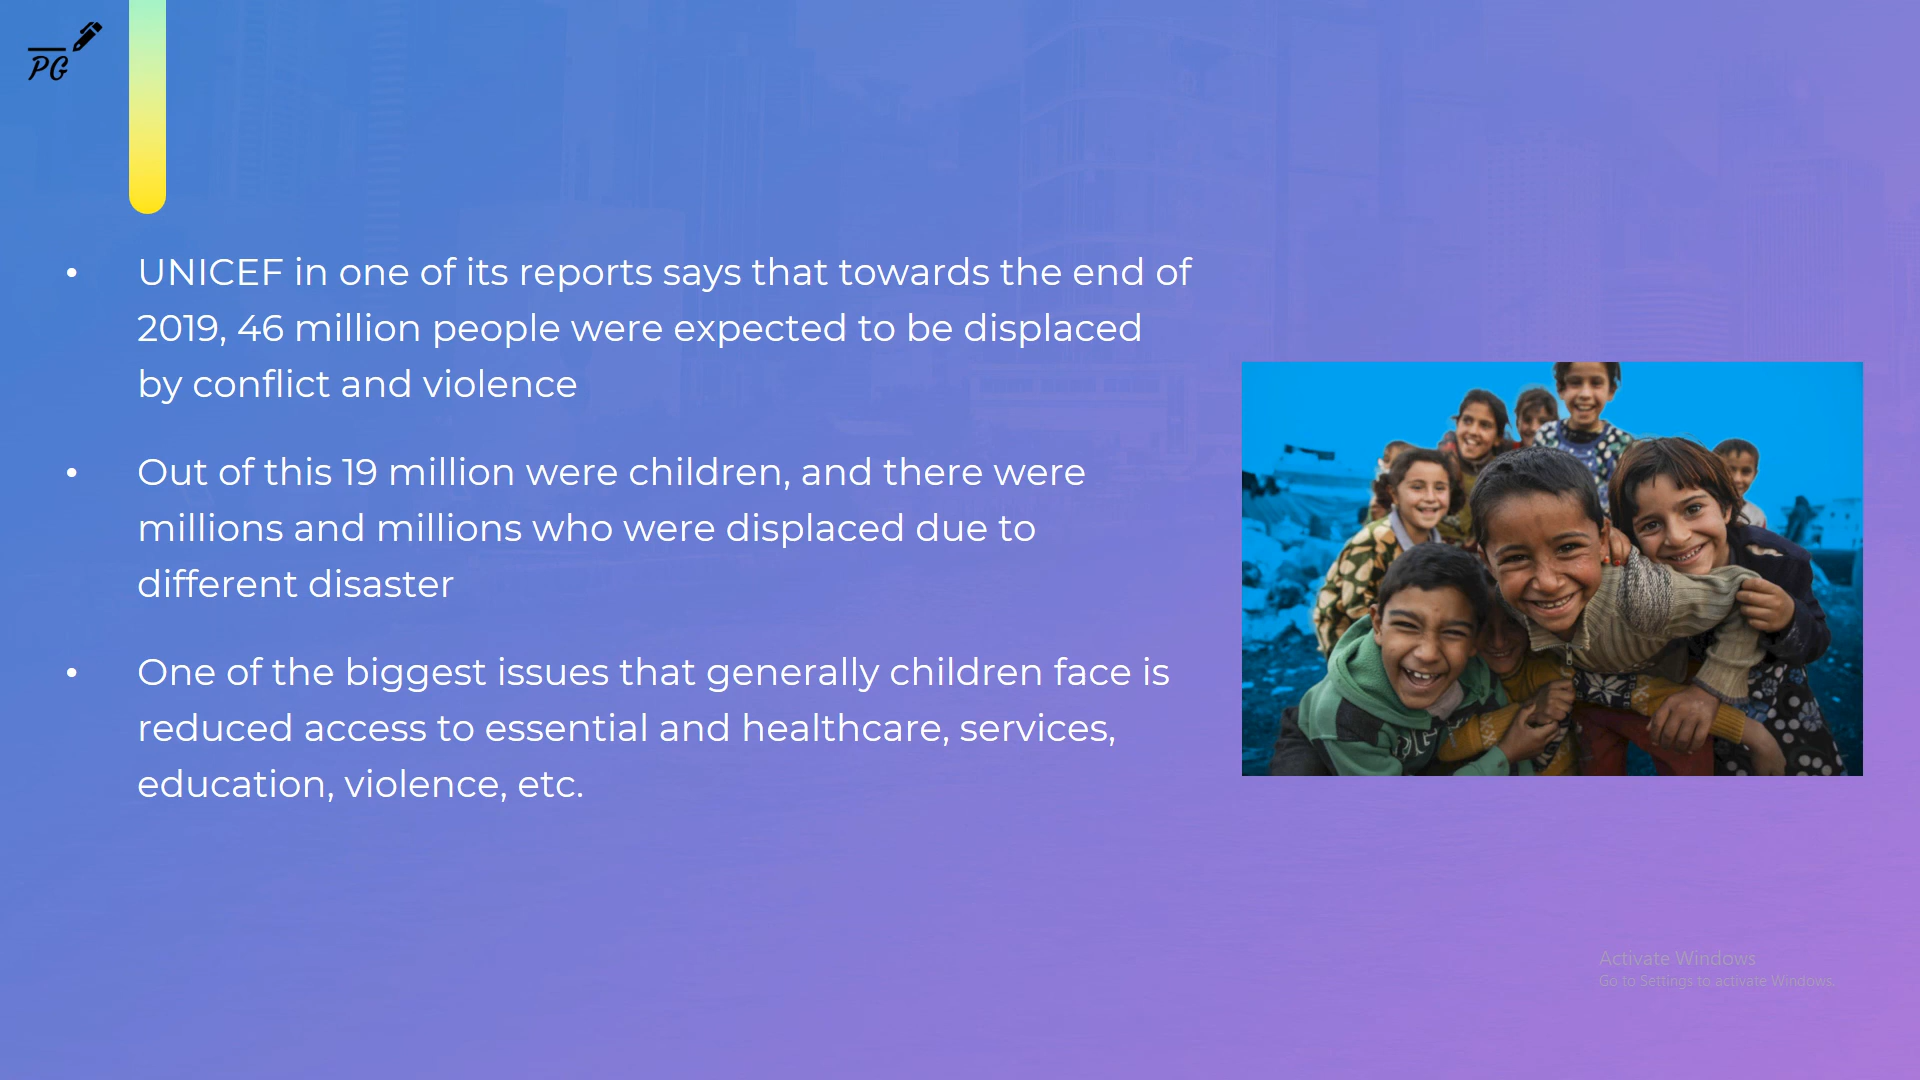 PG
• UNICEF in one of its reports says that towards the end of
2019, 46 million people were expected to be displaced
by conflict and violence
• Out of this 19 million were children, and there were
millions and millions who were displaced due to
different disaster
• One of the biggest issues that generally children face is
reduced access to essential and healthcare, services,
education, violence, etc.
Activate Windows
Go to Settings to activate Windows.